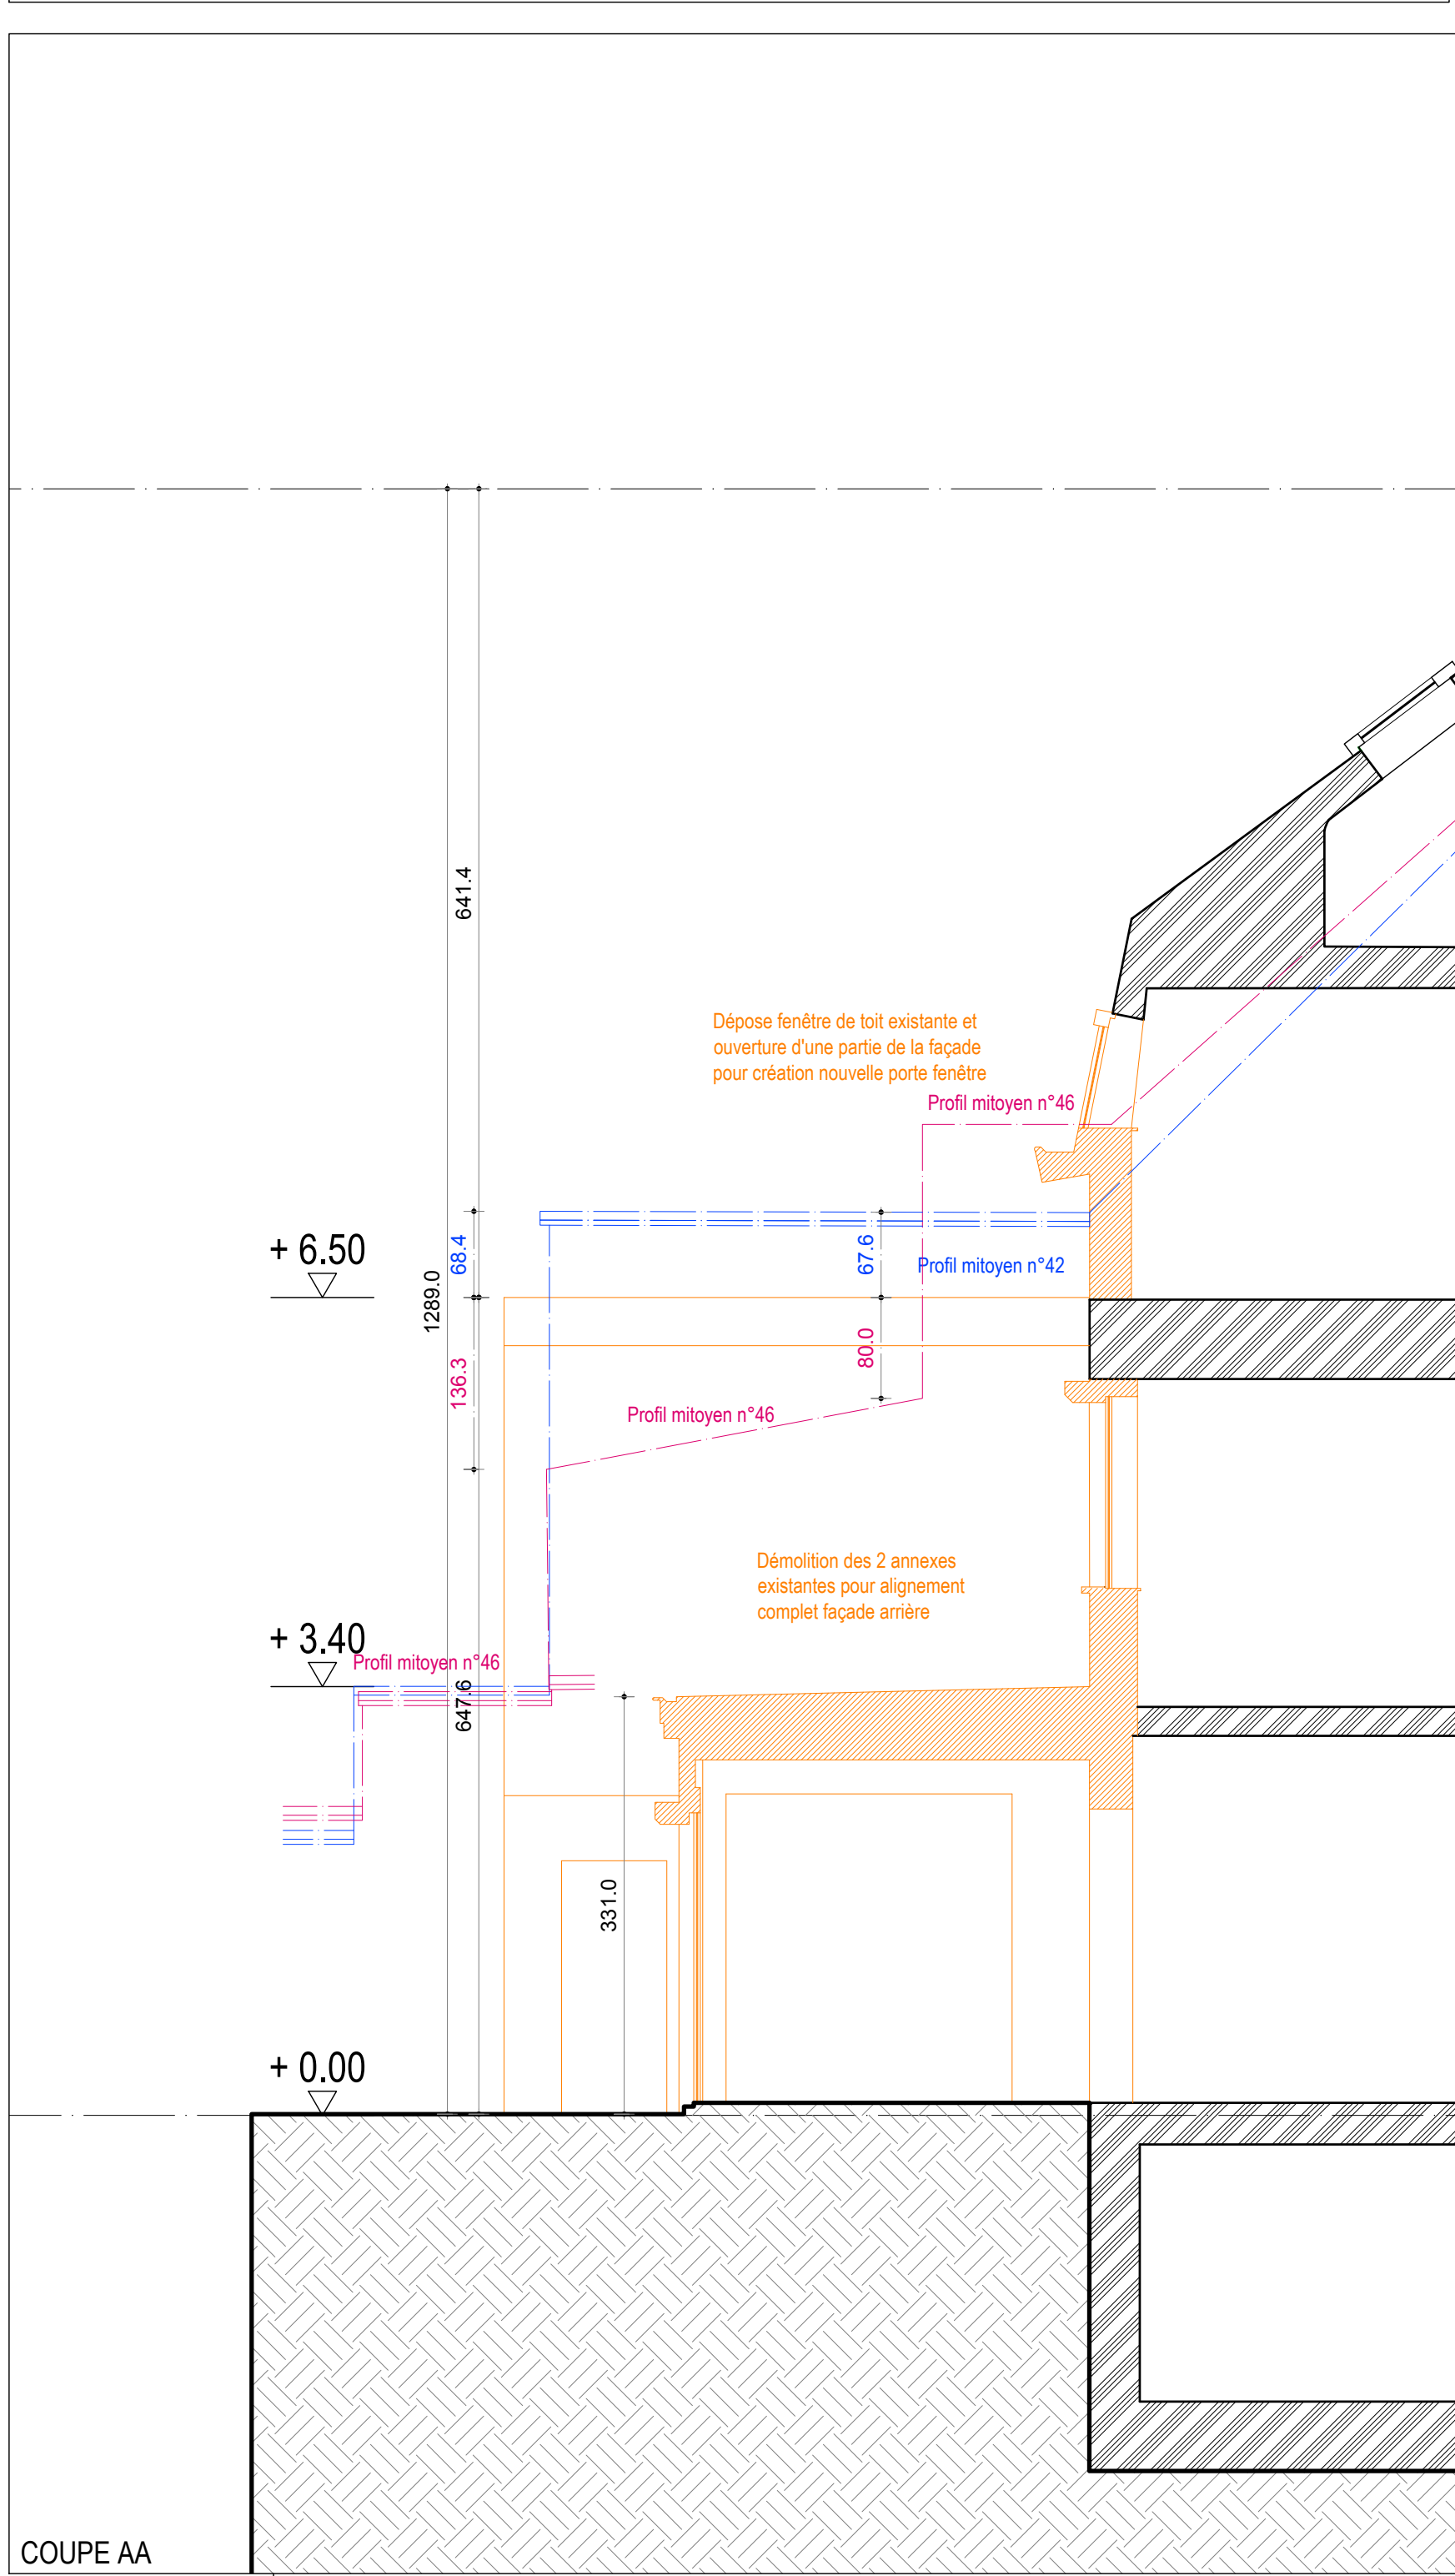 641.4
Dépose fenêtre de toit existante et
ouverture d'une partie de la façade
pour création nouvelle porte fenêtre
Profil mitoyen n°46
+ 6.50
1289.0
68.4
67.6
Profil mitoyen n°42
136.3
80.0
Profil mitoyen n°46
Démolition des 2 annexes
existantes pour alignement
complet façade arrière
+ 3.40
Profil mitoyen n°46
647.6
331.0
+ 0.00
COUPE AA